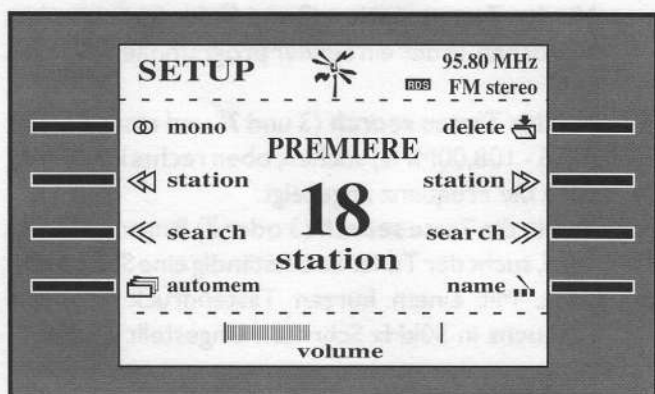 SETUP
95.80 MHz
RDS FM stereo
mono
delete
PREMIERE
station
station
18
search
search
station
automem
name
volume